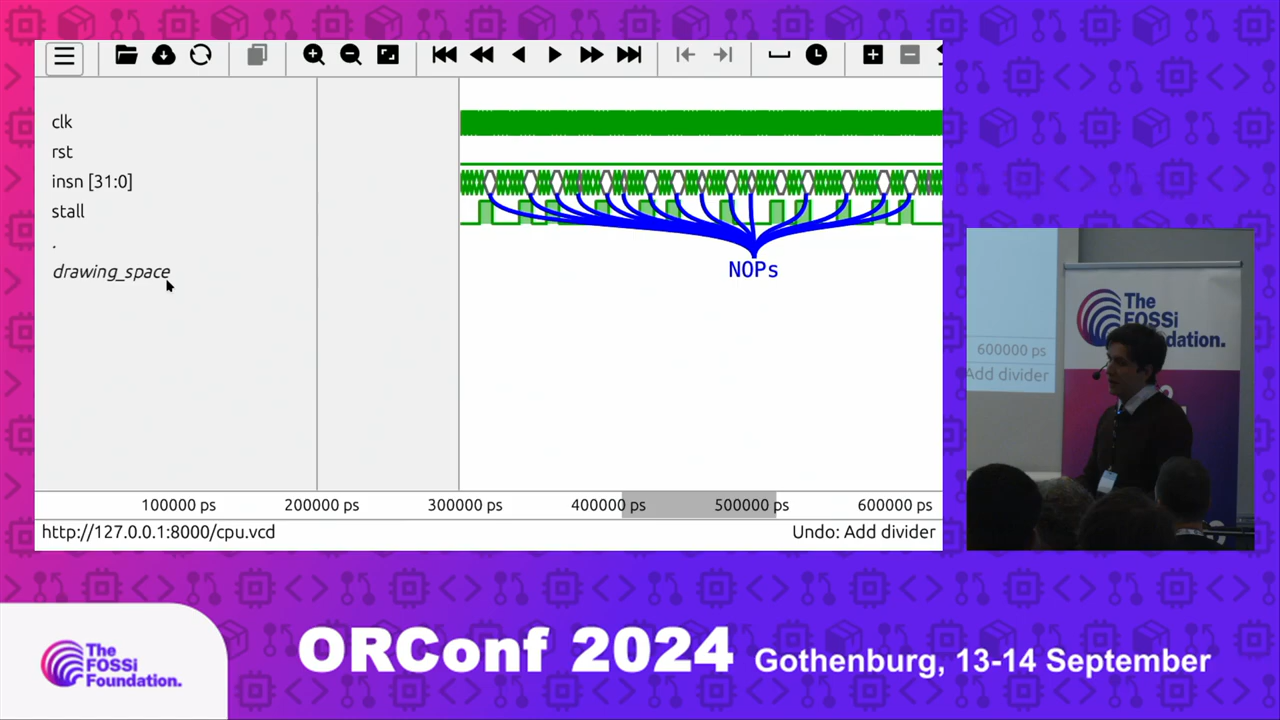 clk
rst
insn [31:0]
stall
.
drawing_space
NOPs
100000 ps
200000 ps
300000 ps
400000 ps
500000 ps
600000 ps
http://127.0.0.1:8000/cpu.vcd
Undo: Add divider
600000 ps
Add divider
The
FOSSi
dation.
The
FOSSi
Foundation.
ORConf 2024
Gothenburg, 13-14 September